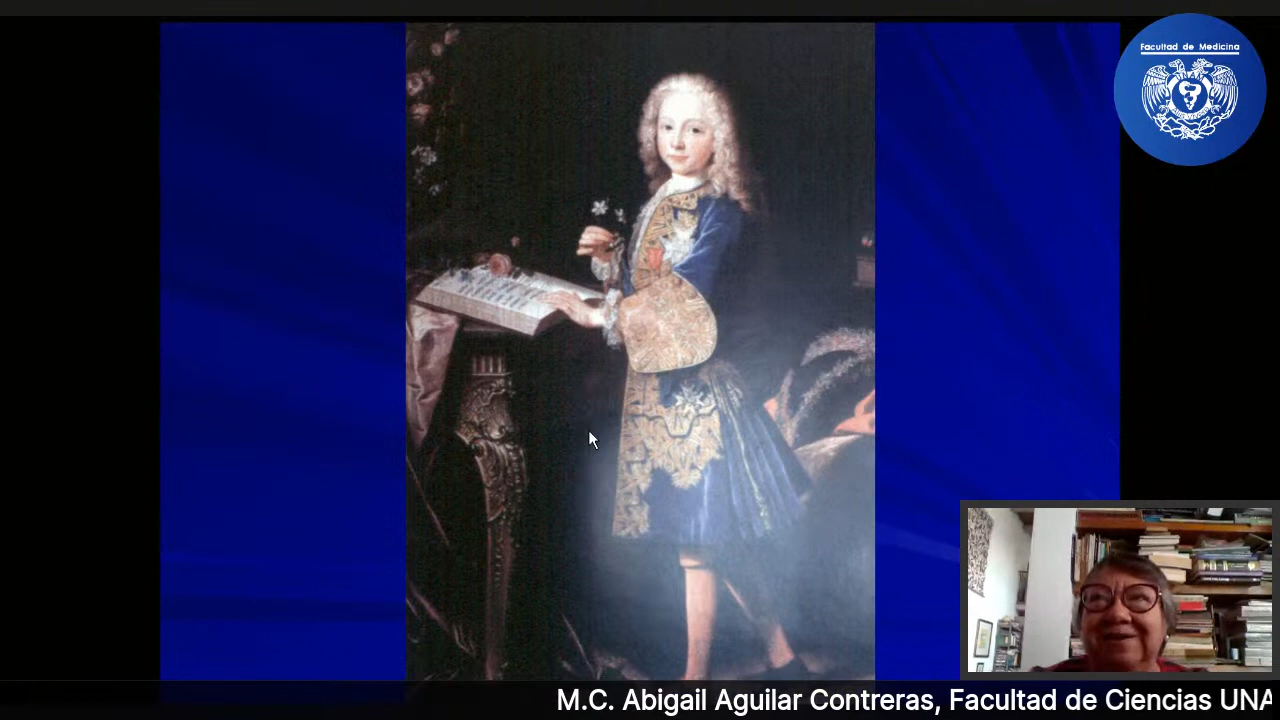 Facultad de Medicina
M.C. Abigail Aguilar Contreras, Facultad de Ciencias UNA